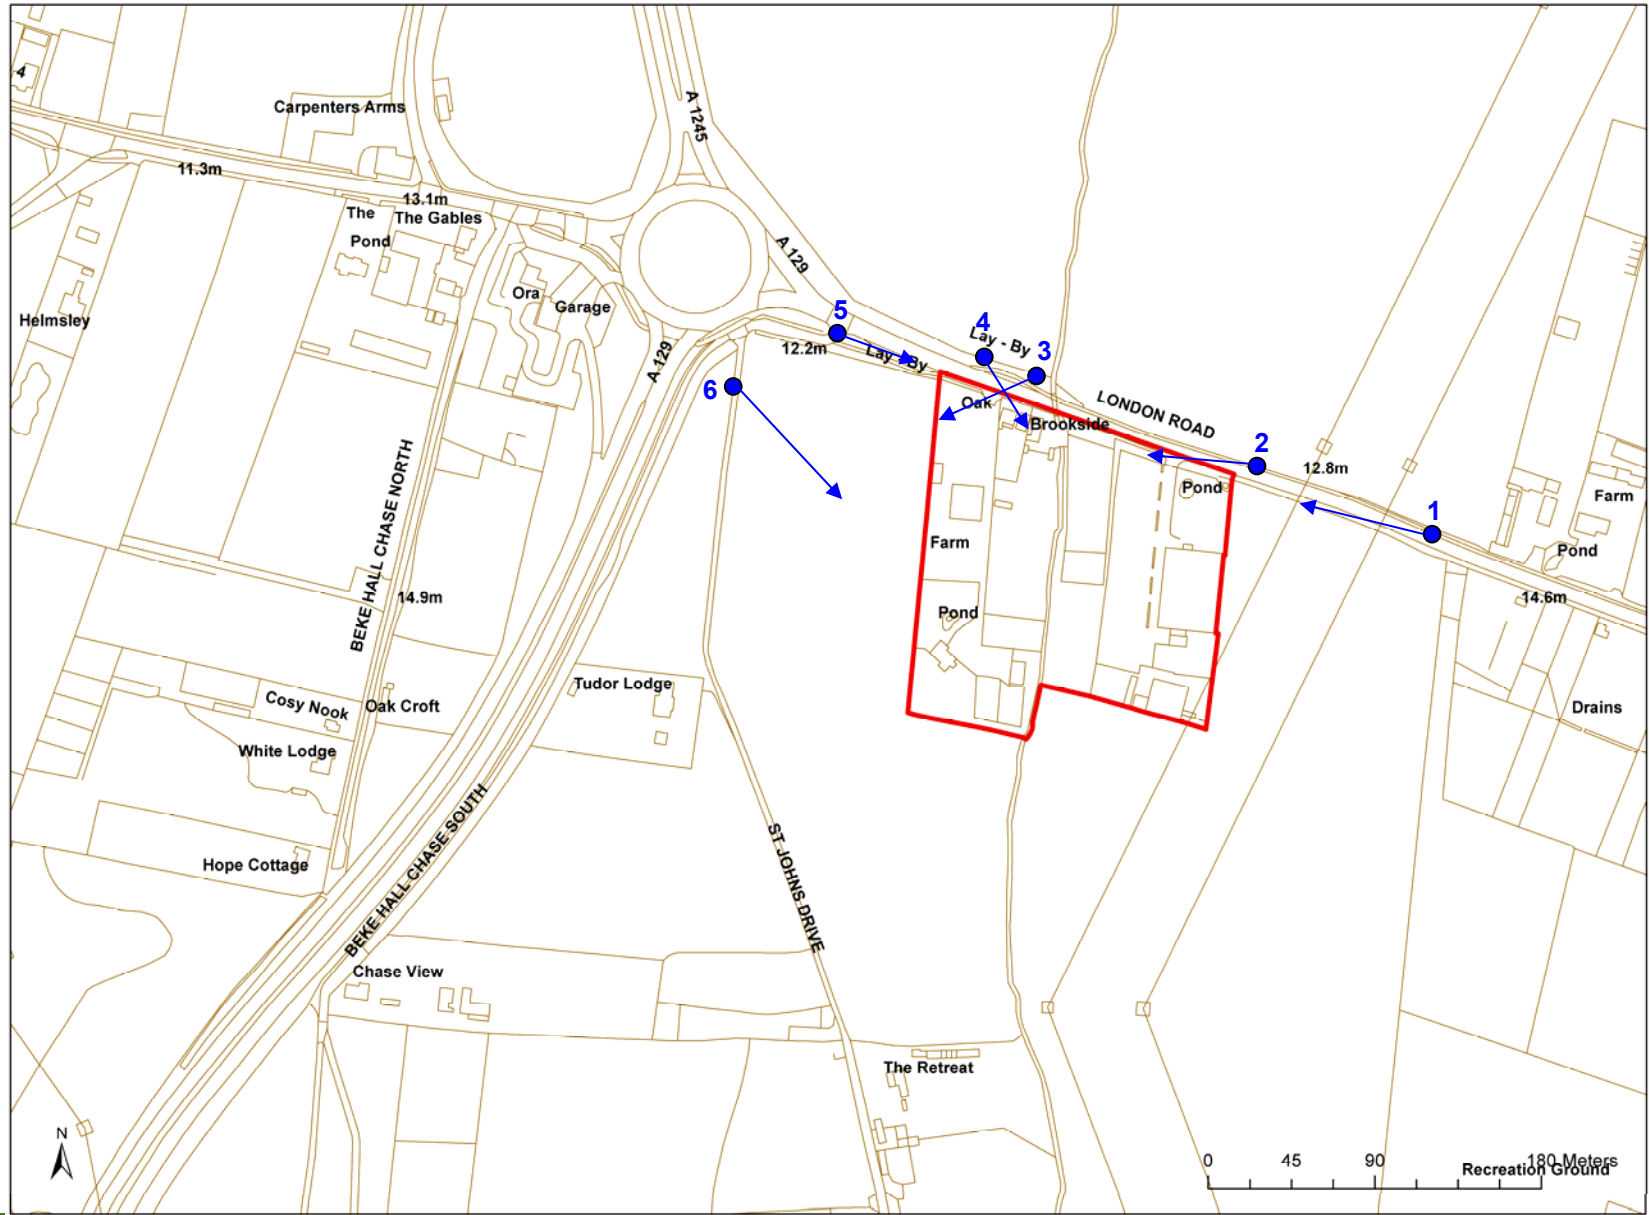 4
Carpenters Arms
A 1245
11.3m
13.1m
The
The Gables
Pond
A 129
Ora
Garage
Helmsley
5
4
Lay - By
3
12.2m
Lay - By
A 129
6
Oak
LONDON ROAD
Brookside
2
12.8m
Pond
Farm
1
BEKE HALL CHASE NORTH
Farm
Pond
14.9m
14.6m
Pond
Tudor Lodge
Cosy Nook
Oak Croft
Drains
White Lodge
BEKE HALL CHASE SOUTH
Hope Cottage
ST JOHNS DRIVE
Chase View
The Retreat
N
0 45 90 180 Meters
Recreation Ground